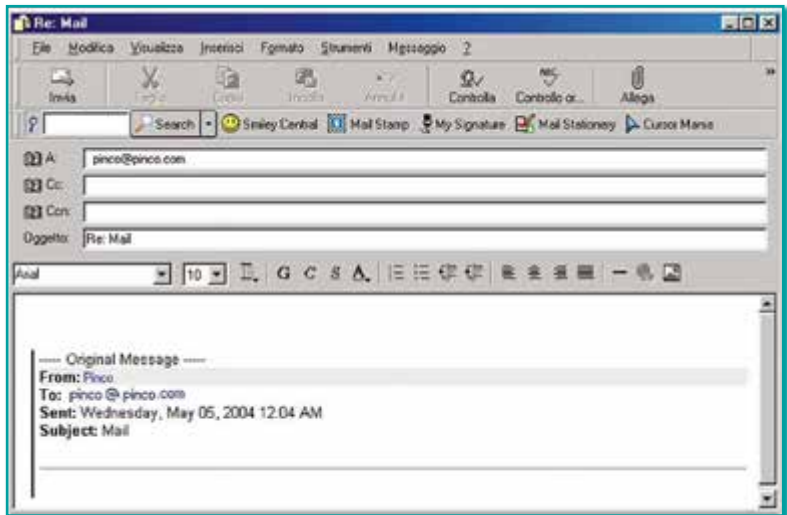 Re: Mail
File Modifica Visualizza Inserisci Formato Strumenti Messaggio ?
Invia Taglia Copia Incolla Annulla Controlla Controllo or... Allega
Search Smiley Central Mail Stamp My Signature Mail Stationery Cursor Mania
A: pinco@pinco.com
Cc:
Ccn:
Oggetto: Re: Mail
Arial 10 G C S A
----- Original Message -----
From: Pinco
To: pinco @ pinco.com
Sent: Wednesday, May 05, 2004 12:04 AM
Subject: Mail